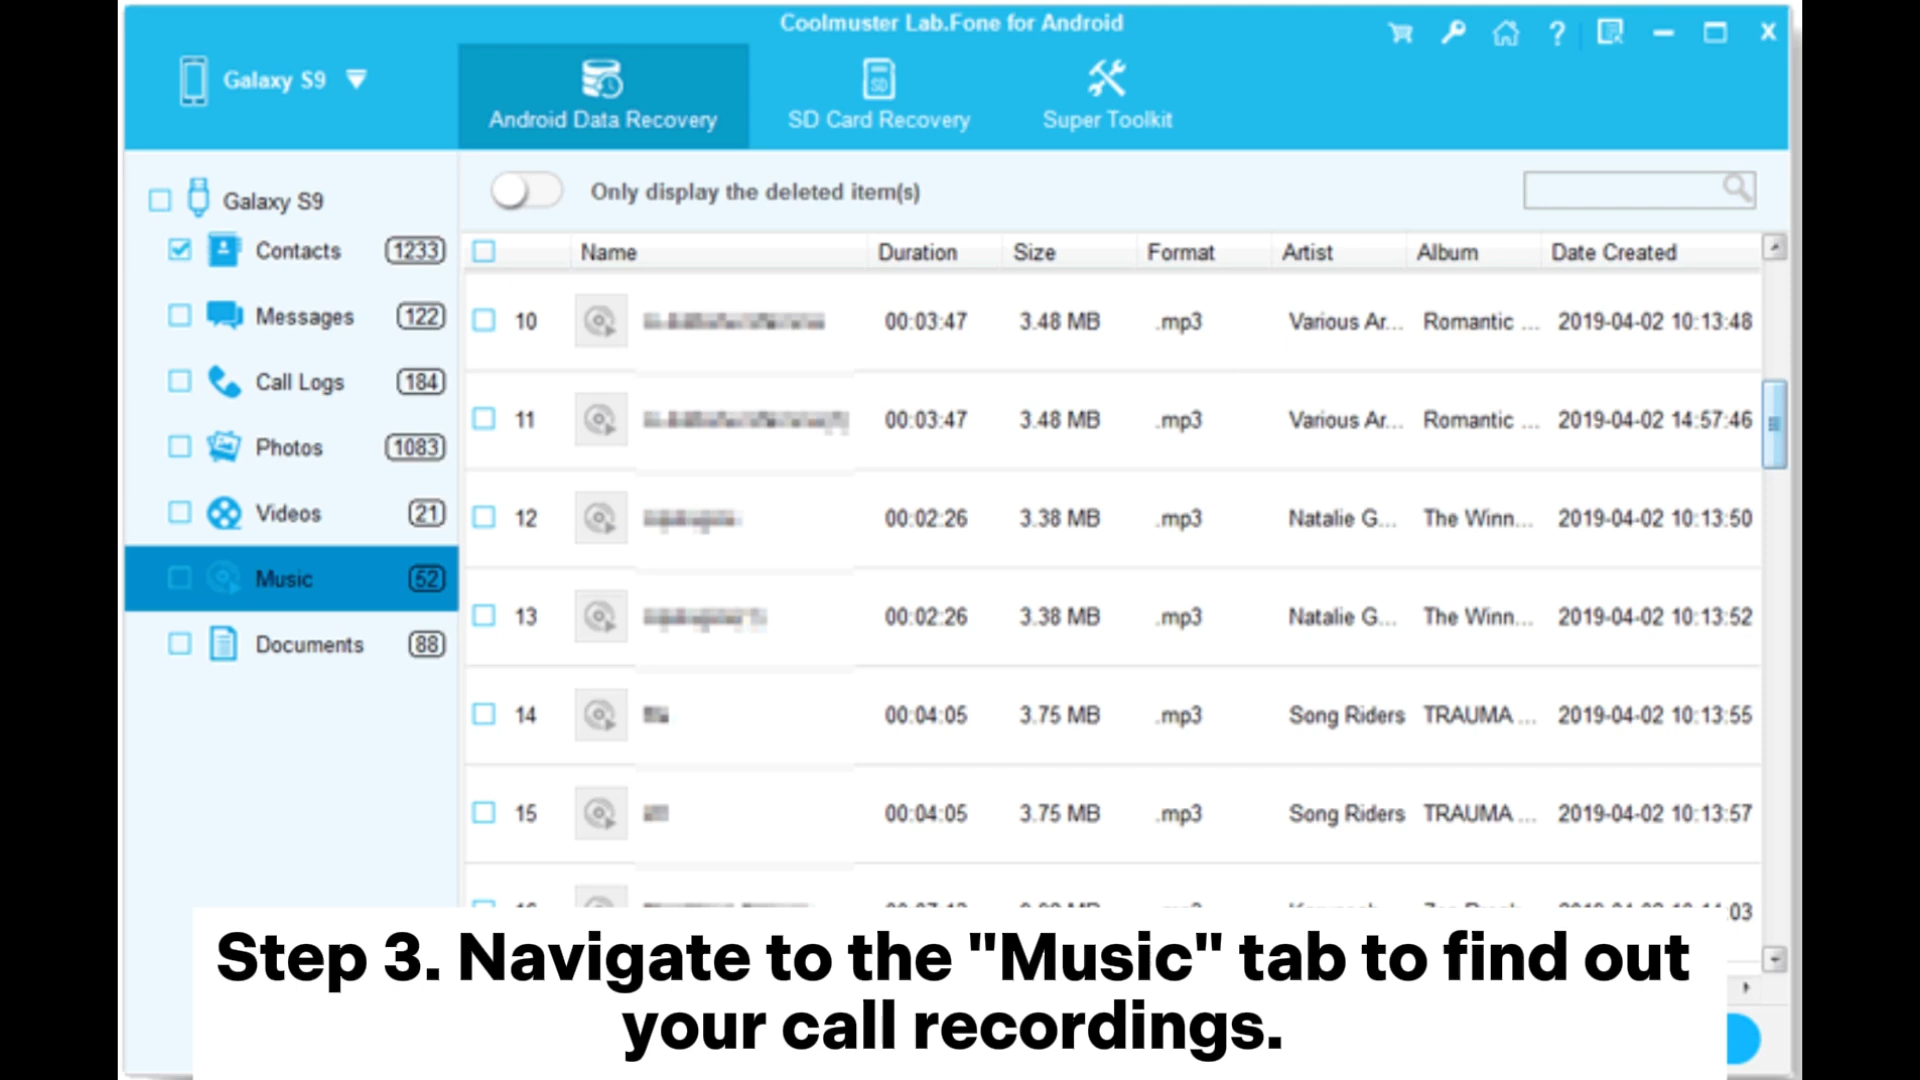 Coolmuster Lab.Fone for Android
Galaxy S9
Android Data Recovery
SD
SD Card Recovery
Super Toolkit
?
Galaxy S9
Contacts 1233
Messages 122
Call Logs 184
Photos 1083
Videos 21
Music 52
Documents 88
Only display the deleted item(s)
Name Duration Size Format Artist Album Date Created
10 00:03:47 3.48 MB .mp3 Various Ar... Romantic ... 2019-04-02 10:13:48
11 00:03:47 3.48 MB .mp3 Various Ar... Romantic ... 2019-04-02 14:57:46
12 00:02:26 3.38 MB .mp3 Natalie G... The Winn... 2019-04-02 10:13:50
13 00:02:26 3.38 MB .mp3 Natalie G... The Winn... 2019-04-02 10:13:52
14 00:04:05 3.75 MB .mp3 Song Riders TRAUMA ... 2019-04-02 10:13:55
15 00:04:05 3.75 MB .mp3 Song Riders TRAUMA ... 2019-04-02 10:13:57
Step 3. Navigate to the "Music" tab to find out
your call recordings.